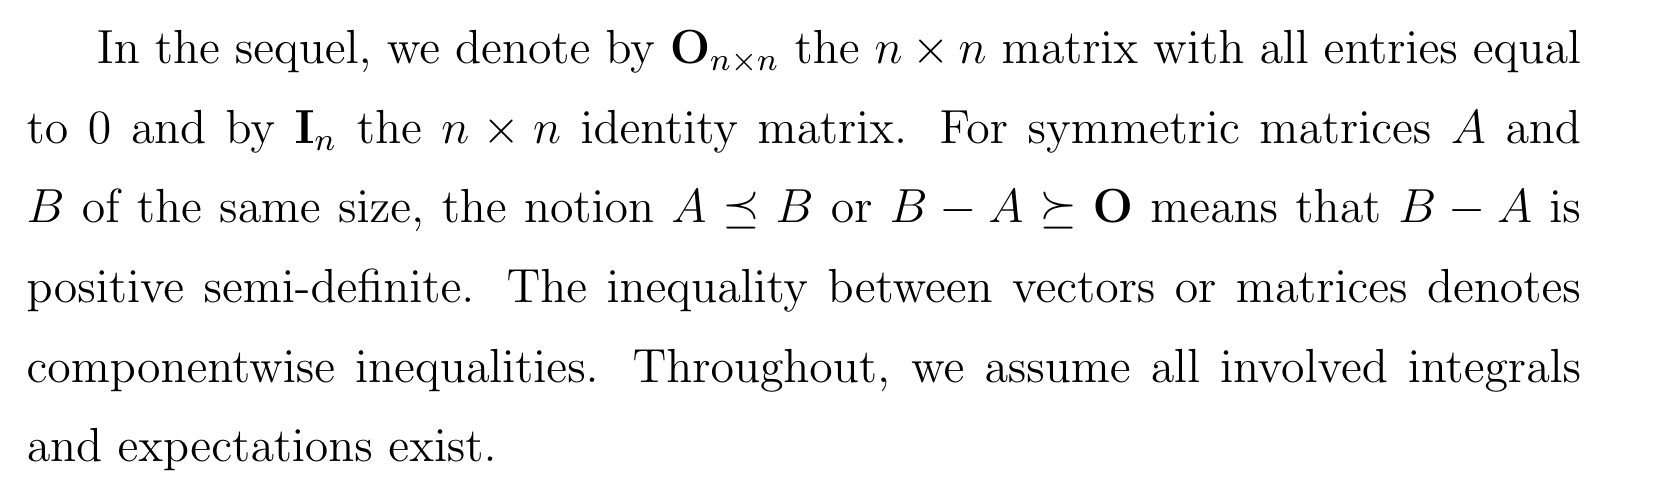 In the sequel, we denote by $\mathbf{O}_{n \times n}$ the $n \times n$ matrix with all entries equal
to 0 and by $\mathbf{I}_n$ the $n \times n$ identity matrix. For symmetric matrices $A$ and
$B$ of the same size, the notion $A \preceq B$ or $B - A \succeq \mathbf{O}$ means that $B - A$ is
positive semi-definite. The inequality between vectors or matrices denotes
componentwise inequalities. Throughout, we assume all involved integrals
and expectations exist.